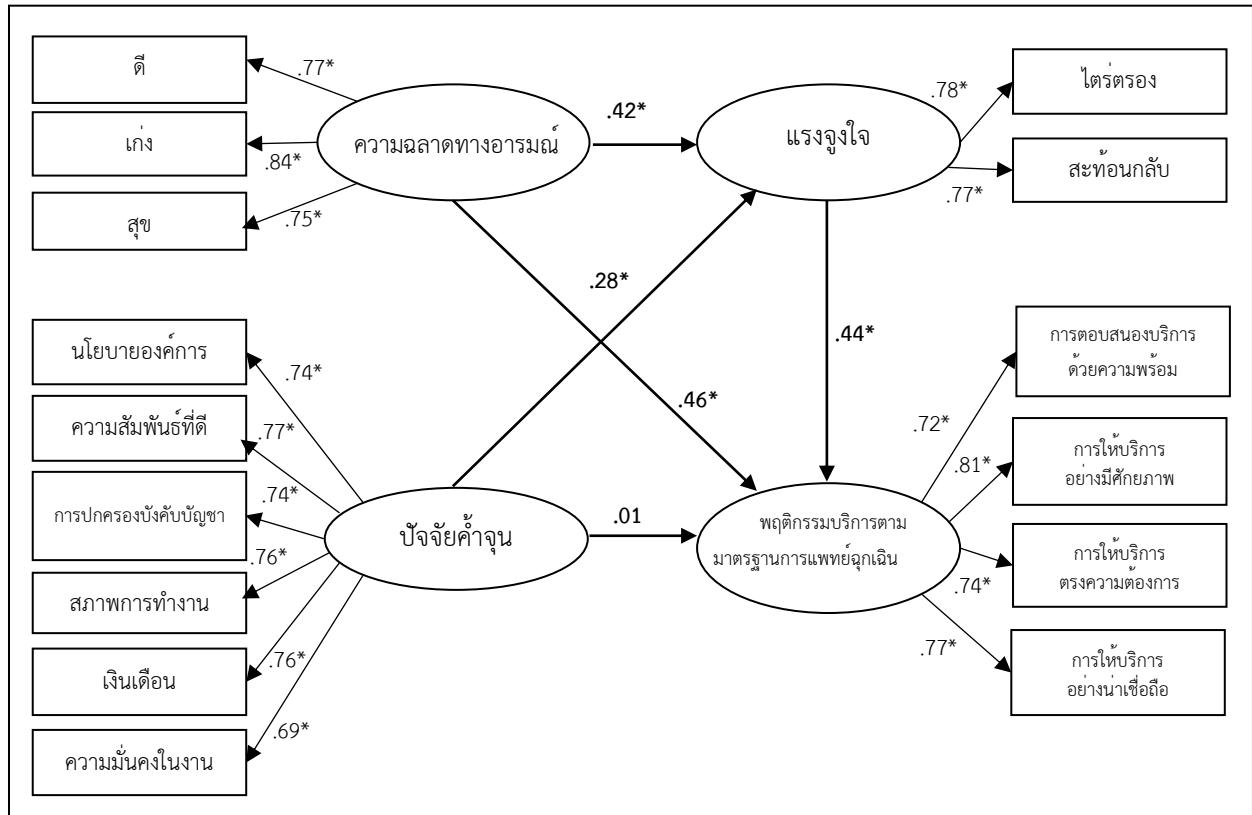 ดี
.77*
เก่ง
.84*
สุข
.75*
ความฉลาดทางอารมณ์
.42*
แรงจูงใจ
.78*
ไตร่ตรอง
สะท้อนกลับ
.77*
.28*
.46*
.44*
นโยบายองค์การ
.74*
ความสัมพันธ์ที่ดี
.77*
การปกครองบังคับบัญชา
.74*
สภาพการทำงาน
.76*
เงินเดือน
.76*
ความมั่นคงในงาน
.69*
ปัจจัยค้ำจุน
.01
พฤติกรรมบริการตาม
มาตรฐานการแพทย์ฉุกเฉิน
.72*
การตอบสนองบริการ
ด้วยความพร้อม
.81*
การให้บริการ
อย่างมีศักยภาพ
.74*
การให้บริการ
ตรงความต้องการ
.77*
การให้บริการ
อย่างน่าเชื่อถือ